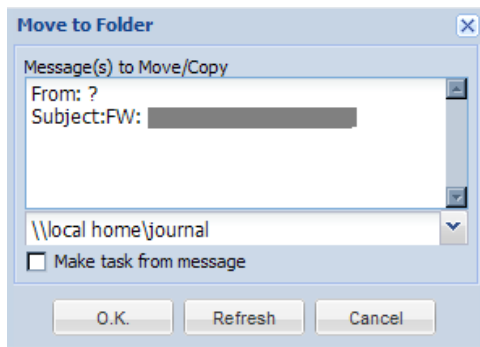 Move to Folder
Message(s) to Move/Copy
From: ?
Subject:FW:
\\local home\journal
Make task from message
O.K. Refresh Cancel